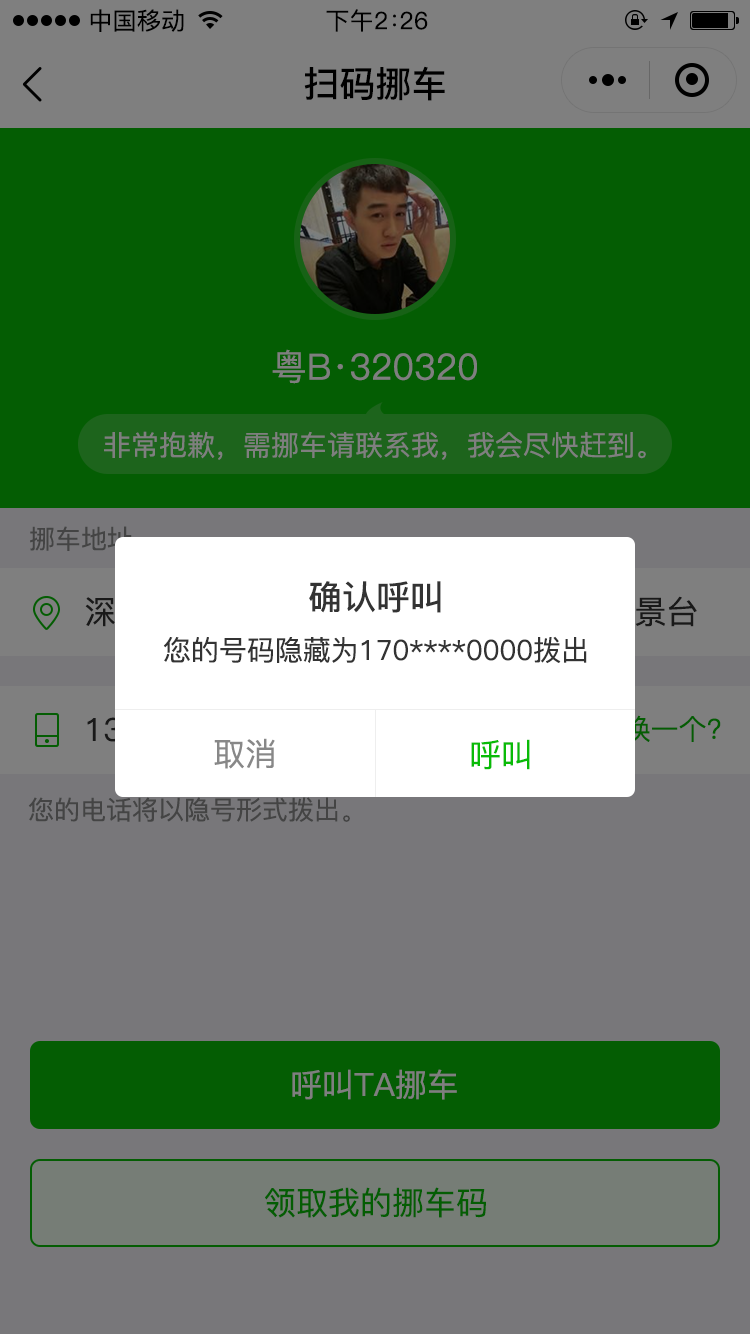 中国移动
下午2:26
扫码挪车
粤B·320320
非常抱歉，需挪车请联系我，我会尽快赶到。
挪车地址
深
景台
确认呼叫
您的号码隐藏为170****0000拨出
13
换一个?
取消
呼叫
您的电话将以隐号形式拨出。
呼叫TA挪车
领取我的挪车码